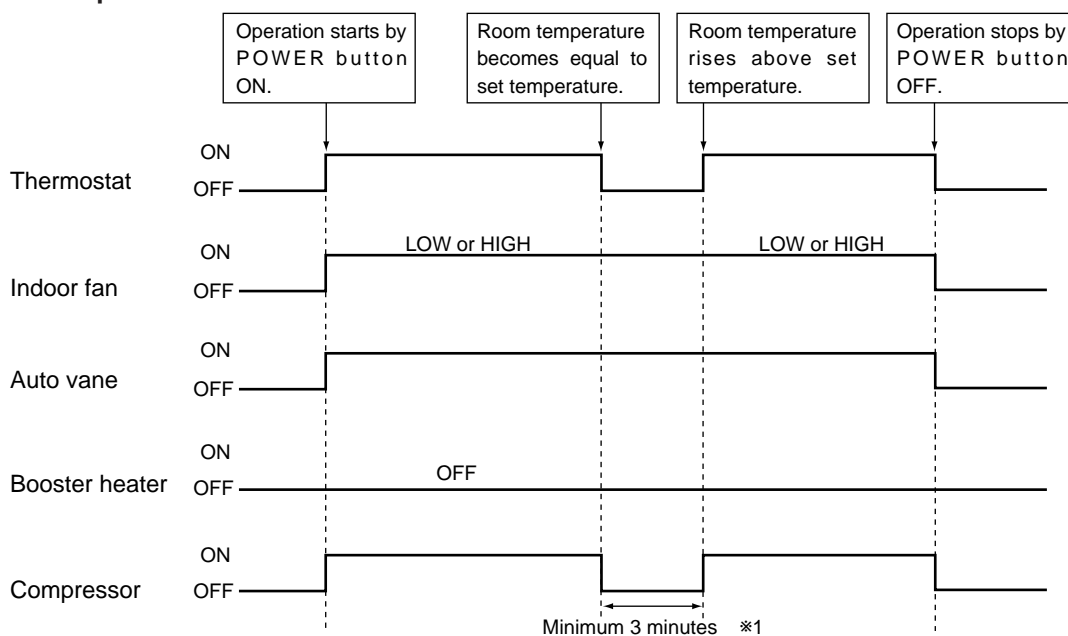 Operation starts by
POWER button
ON.
Room temperature
becomes equal to
set temperature.
Room temperature
rises above set
temperature.
Operation stops by
POWER button
OFF.
Thermostat
ON
OFF
Indoor fan
ON
OFF
LOW or HIGH
LOW or HIGH
Auto vane
ON
OFF
Booster heater
ON
OFF
OFF
Compressor
ON
OFF
Minimum 3 minutes ※1